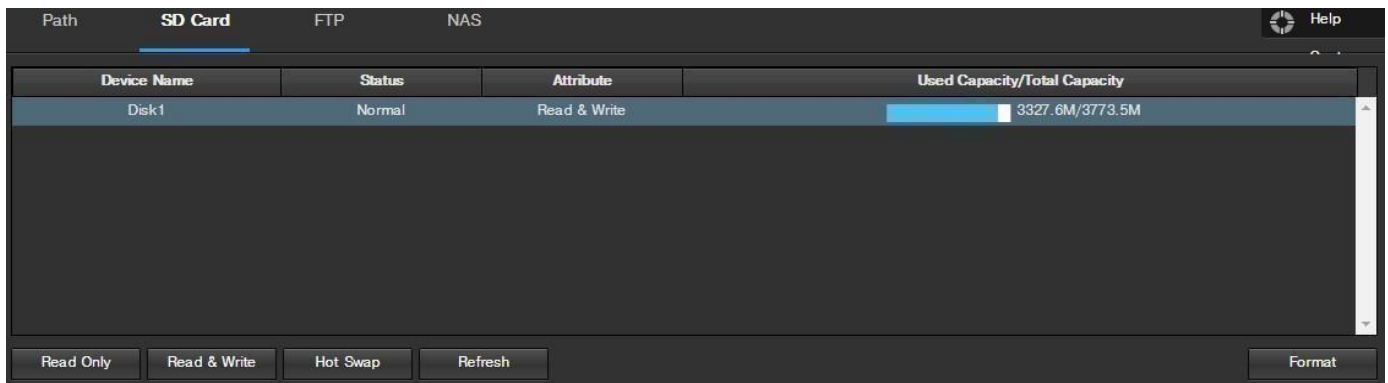 Path SD Card FTP NAS Help
Device Name Status Attribute Used Capacity/Total Capacity
Disk1 Normal Read & Write 3327.6M/3773.5M
Read Only Read & Write Hot Swap Refresh Format